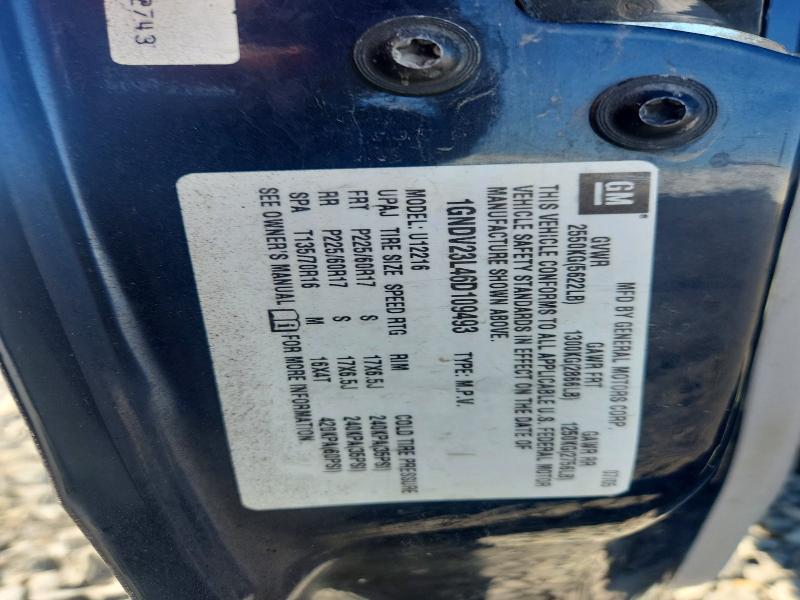 2743
GM®
MFD BY GENERAL MOTORS CORP. 07/05
GVWR GAWR FRT GAWR RR
2550KG(5622LB) 1300KG(2866LB) 1250KG(2756LB)
THIS VEHICLE CONFORMS TO ALL APPLICABLE U.S. FEDERAL MOTOR
VEHICLE SAFETY STANDARDS IN EFFECT ON THE DATE OF
MANUFACTURE SHOWN ABOVE.
1GNDV23L46D109493 TYPE: M.P.V.
MODEL: U12216
UPAJ TIRE SIZE SPEED RTG RIM COLD TIRE PRESSURE
FRT P225/60R17 S 17X6.5J 240KPA(35PSI)
RR P225/60R17 S 17X6.5J 240KPA(35PSI)
SPA T135/70R16 M 16X4T 420KPA(60PSI)
SEE OWNER'S MANUAL FOR MORE INFORMATION.